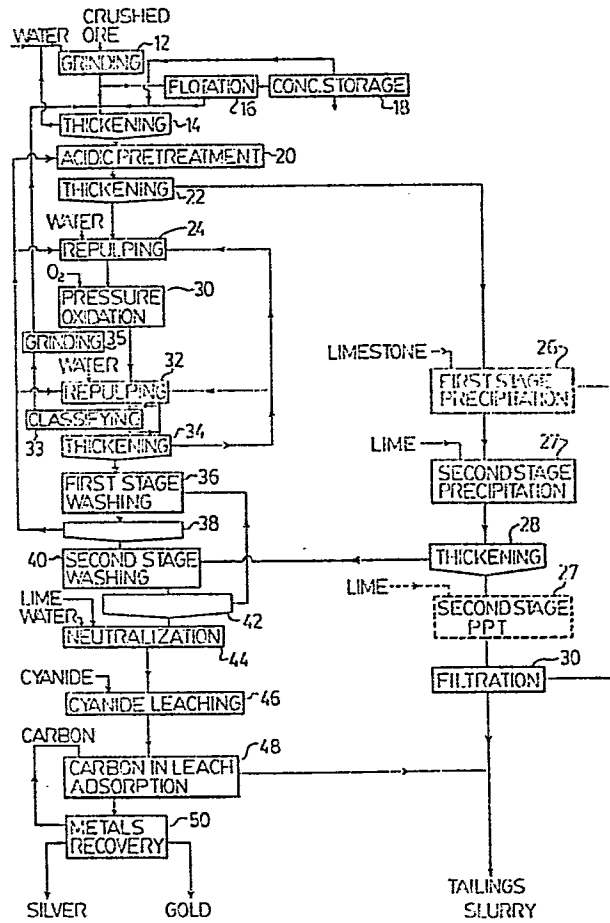 CRUSHED
WATER ORE 12
GRINDING
FLOTATION CONC. STORAGE
16 18
THICKENING 14
ACIDIC PRETREATMENT 20
THICKENING 22
WATER 24
REPULPING
O2
PRESSURE OXIDATION 30
GRINDING 35
WATER 32
REPULPING
CLASSIFYING
33
THICKENING 34
FIRST STAGE WASHING 36
38
40 SECOND STAGE WASHING
42
LIME
WATER
NEUTRALIZATION
44
CYANIDE
CYANIDE LEACHING 46
CARBON
48
CARBON IN LEACH ADSORPTION
50
METALS RECOVERY
SILVER GOLD
LIMESTONE 26
FIRST STAGE PRECIPITATION
LIME 27
SECOND STAGE PRECIPITATION
28
THICKENING
LIME 27
SECOND STAGE PPT
30
FILTRATION
TAILINGS
SLURRY